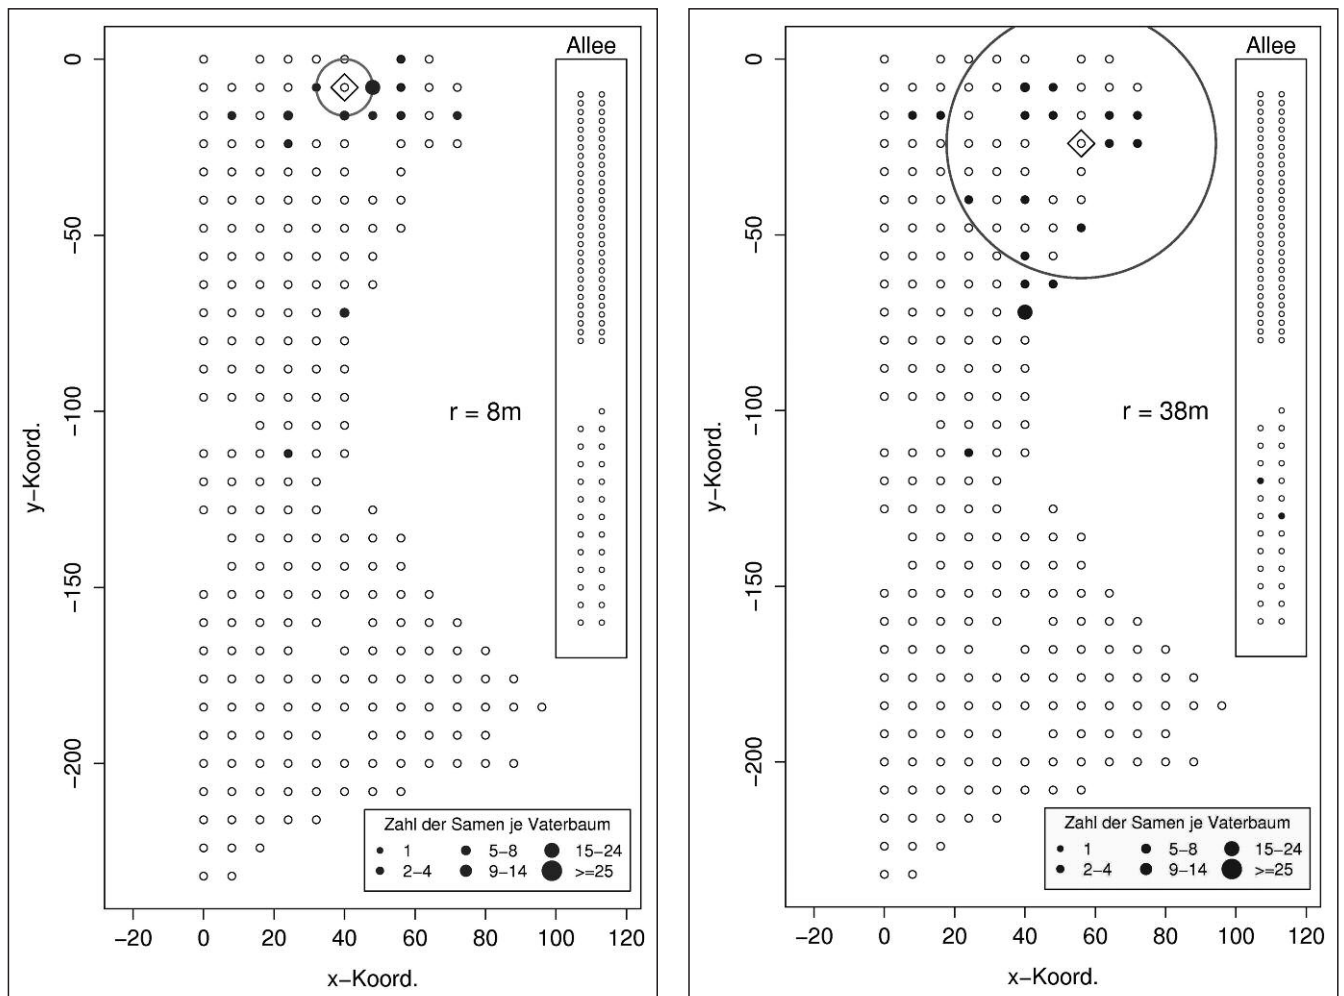 Allee
0
−50
−100
−150
−200
y−Koord.
r = 8m
Zahl der Samen je Vaterbaum
1 5−8 15−24
2−4 9−14 >=25
−20 0 20 40 60 80 100 120
x−Koord.
Allee
0
−50
−100
−150
−200
y−Koord.
r = 38m
Zahl der Samen je Vaterbaum
1 5−8 15−24
2−4 9−14 >=25
−20 0 20 40 60 80 100 120
x−Koord.